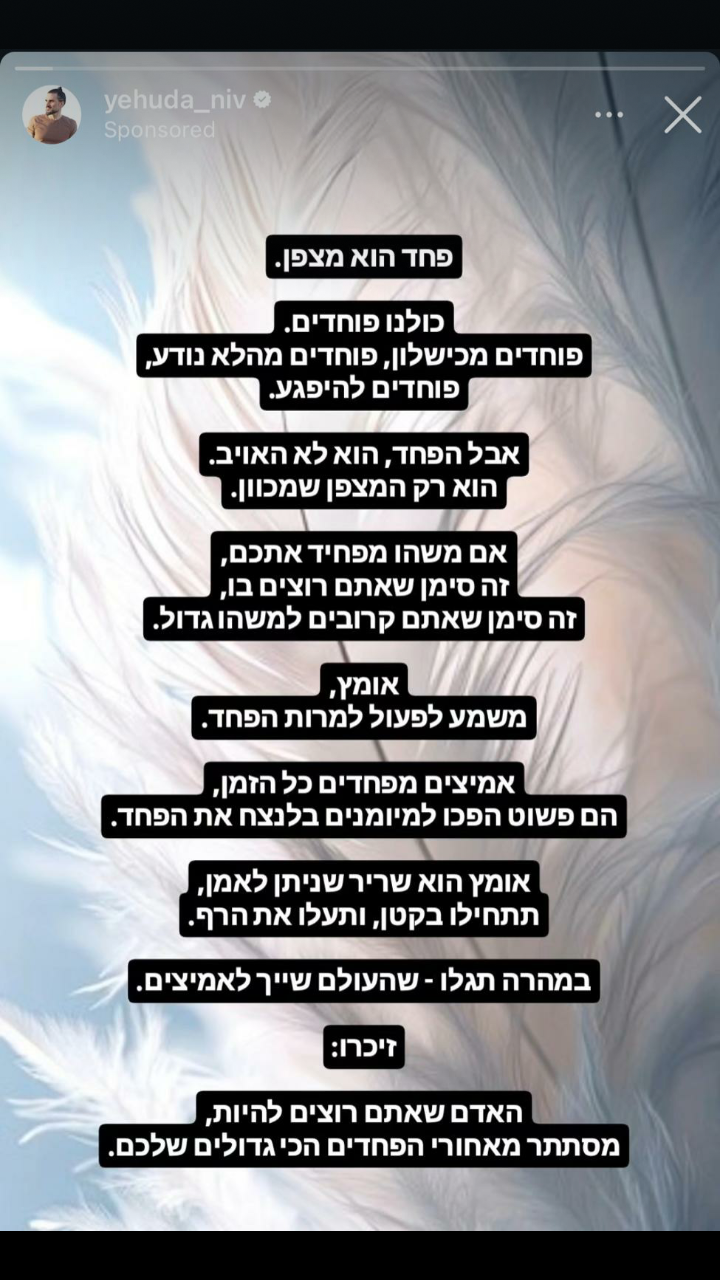 yehuda_niv
Sponsored
פחד הוא מצפן.
כולנו פוחדים.
פוחדים מכישלון, פוחדים מהלא נודע,
פוחדים להיפגע.
אבל הפחד, הוא לא האויב.
הוא רק המצפן שמכוון.
אם משהו מפחיד אתכם,
זה סימן שאתם רוצים בו,
זה סימן שאתם קרובים למשהו גדול.
אומץ,
משמע לפעול למרות הפחד.
אמיצים מפחדים כל הזמן,
הם פשוט הפכו למיומנים בלנצח את הפחד.
אומץ הוא שריר שניתן לאמן,
תתחילו בקטן, ותעלו את הרף.
במהרה תגלו - שהעולם שייך לאמיצים.
זיכרו:
האדם שאתם רוצים להיות,
מסתתר מאחורי הפחדים הכי גדולים שלכם.